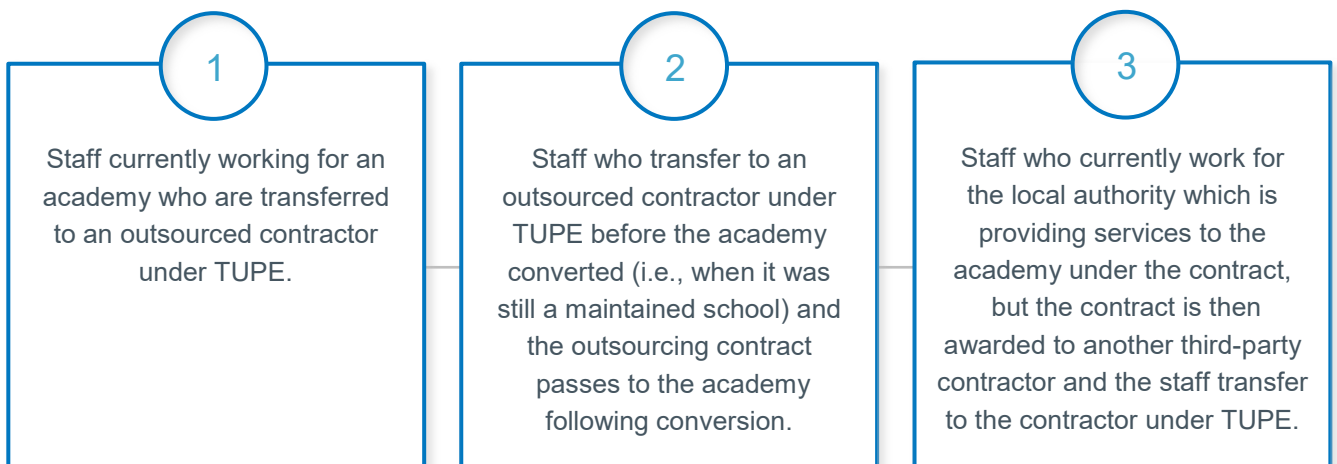 1
Staff currently working for an
academy who are transferred
to an outsourced contractor
under TUPE.
2
Staff who transfer to an
outsourced contractor under
TUPE before the academy
converted (i.e., when it was
still a maintained school) and
the outsourcing contract
passes to the academy
following conversion.
3
Staff who currently work for
the local authority which is
providing services to the
academy under the contract,
but the contract is then
awarded to another third-party
contractor and the staff transfer
to the contractor under TUPE.